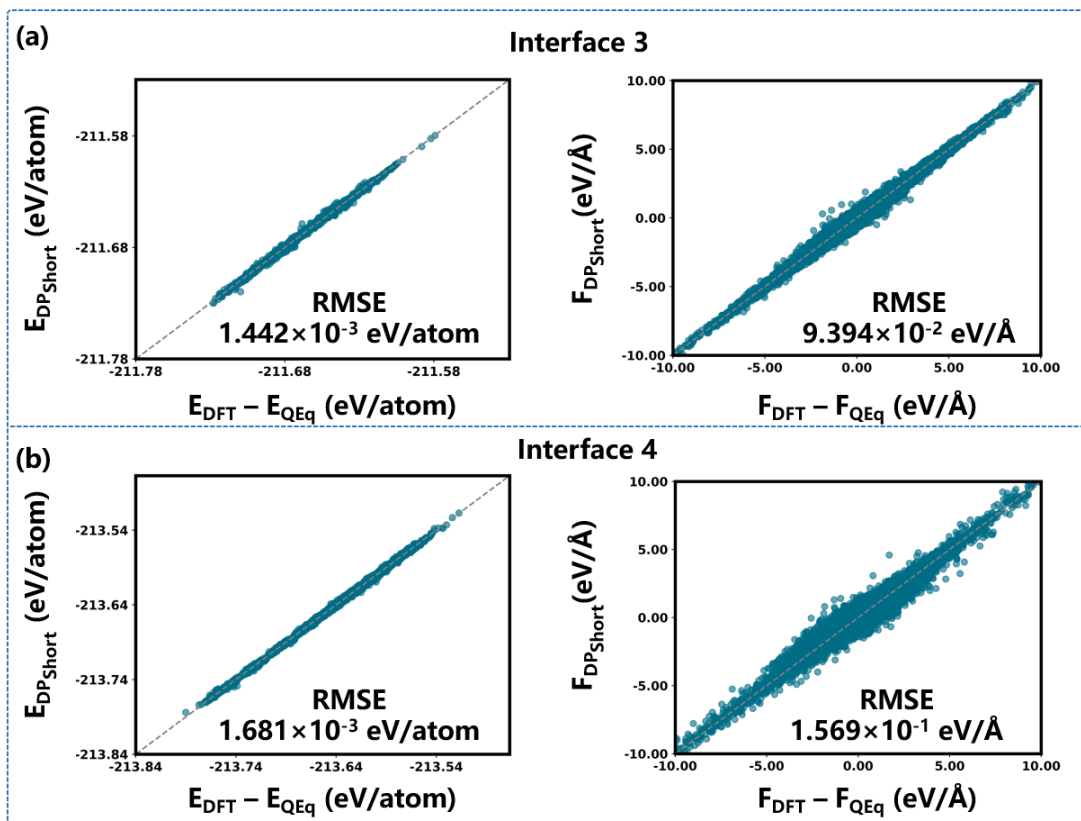 (a)
Interface 3
E_DP_Short (eV/atom)
-211.58
-211.68
-211.78
-211.78
-211.68
-211.58
RMSE
1.442×10⁻³ eV/atom
E_DFT – E_QEq (eV/atom)
F_DP_Short (eV/Å)
10.00
5.00
0.00
-5.00
-10.00
-10.00
-5.00
0.00
5.00
10.00
RMSE
9.394×10⁻² eV/Å
F_DFT – F_QEq (eV/Å)
(b)
Interface 4
E_DP_Short (eV/atom)
-213.54
-213.64
-213.74
-213.84
-213.84
-213.74
-213.64
-213.54
RMSE
1.681×10⁻³ eV/atom
E_DFT – E_QEq (eV/atom)
F_DP_Short (eV/Å)
10.00
5.00
0.00
-5.00
-10.00
-10.00
-5.00
0.00
5.00
10.00
RMSE
1.569×10⁻¹ eV/Å
F_DFT – F_QEq (eV/Å)